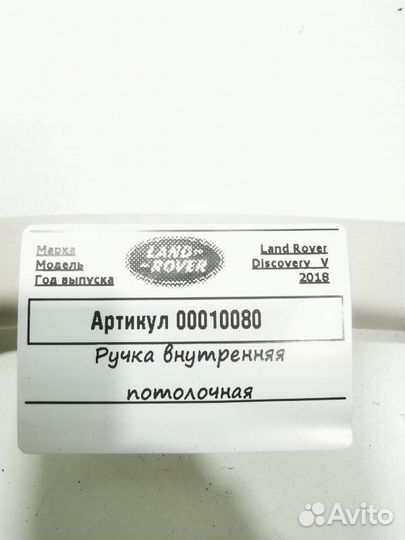 Марка LAND ROVER Land Rover
Модель Discovery V
Год выпуска 2018
Артикул 00010080
Ручка внутренняя
потолочная
Avito